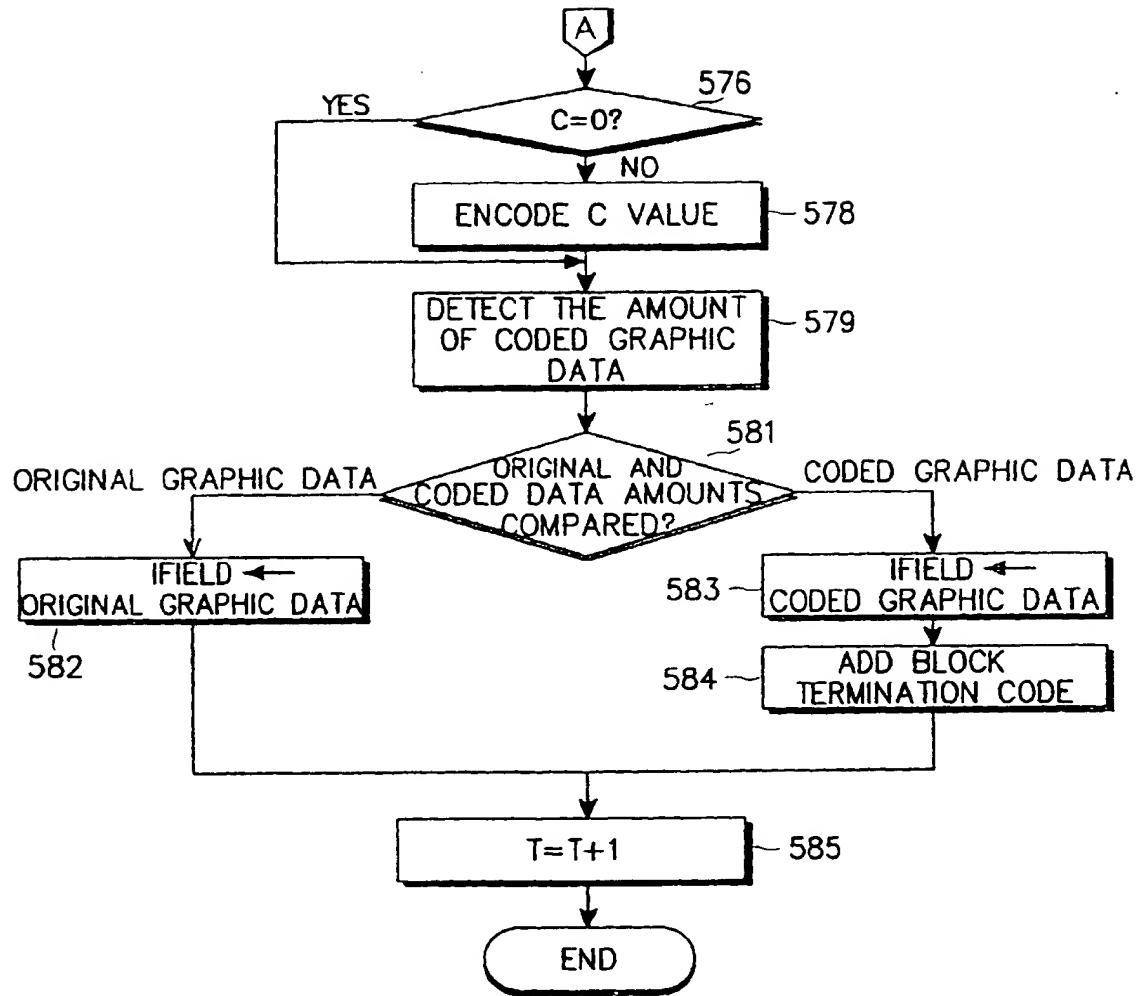 A
576
YES
C=0?
NO
ENCODE C VALUE
578
DETECT THE AMOUNT
OF CODED GRAPHIC
DATA
579
581
ORIGINAL GRAPHIC DATA
ORIGINAL AND
CODED DATA AMOUNTS
COMPARED?
CODED GRAPHIC DATA
IFIELD ←
ORIGINAL GRAPHIC DATA
582
583
IFIELD ←
CODED GRAPHIC DATA
584
ADD BLOCK
TERMINATION CODE
T=T+1
585
END